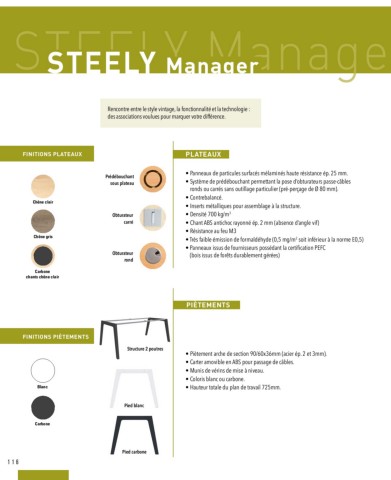 STEELY Manager
STEELY Manager
Rencontre entre le style vintage, la fonctionnalité et la technologie :
des associations voulues pour marquer votre différence.
FINITIONS PLATEAUX
Chêne clair
Chêne gris
Carbone
chants chêne clair
Prédébouchant
sous plateau
Obturateur
carré
Obturateur
rond
PLATEAUX
• Panneaux de particules surfacés mélaminés haute résistance ép. 25 mm.
• Système de prédébouchant permettant la pose d'obturateurs passe-câbles
ronds ou carrés sans outillage particulier (pré-perçage de Ø 80 mm).
• Contrebalancé.
• Inserts métalliques pour assemblage à la structure.
• Densité 700 kg/m³
• Chant ABS antichoc rayonné ép. 2 mm (absence d'angle vif)
• Résistance au feu M3
• Très faible émission de formaldéhyde (0,5 mg/m³ soit inférieur à la norme E0,5)
• Panneaux issus de fournisseurs possédant la certification PEFC
(bois issus de forêts durablement gérées)
FINITIONS PIÈTEMENTS
Blanc
Carbone
Structure 2 poutres
Pied blanc
Pied carbone
PIÈTEMENTS
• Piètement arche de section 90/60x36mm (acier ép. 2 et 3mm).
• Carter amovible en ABS pour passage de câbles.
• Munis de vérins de mise à niveau.
• Coloris blanc ou carbone.
• Hauteur totale du plan de travail 725mm.
118